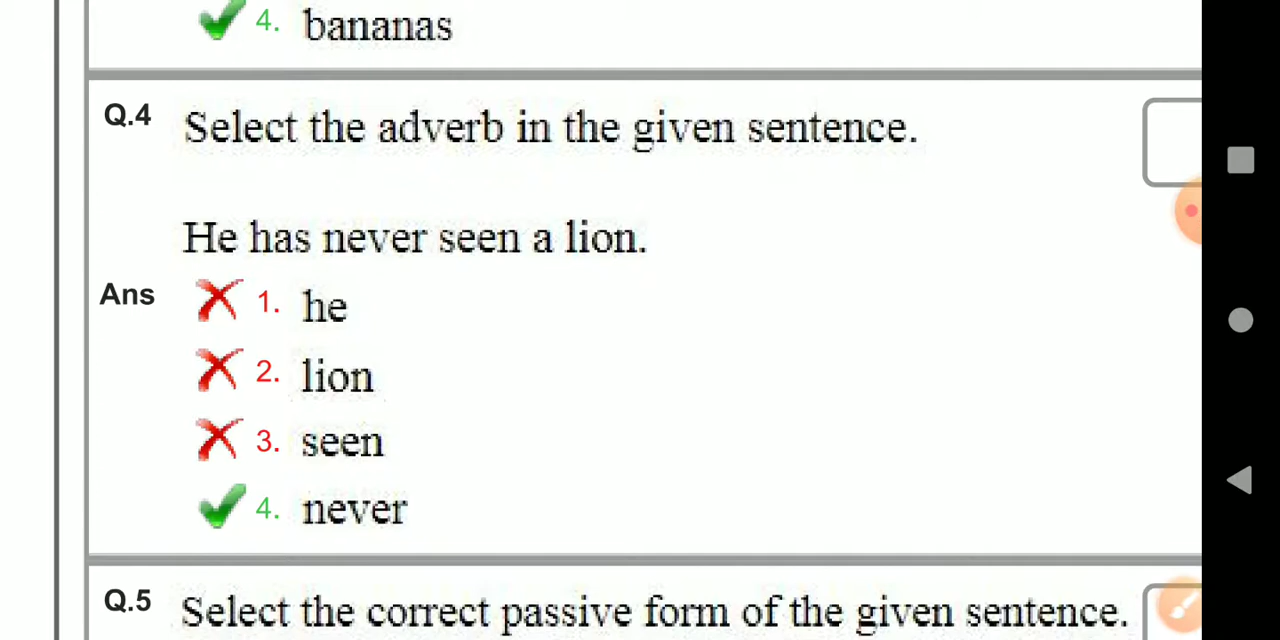 4. bananas
Q.4 Select the adverb in the given sentence.
He has never seen a lion.
Ans 1. he
2. lion
3. seen
4. never
Q.5 Select the correct passive form of the given sentence.